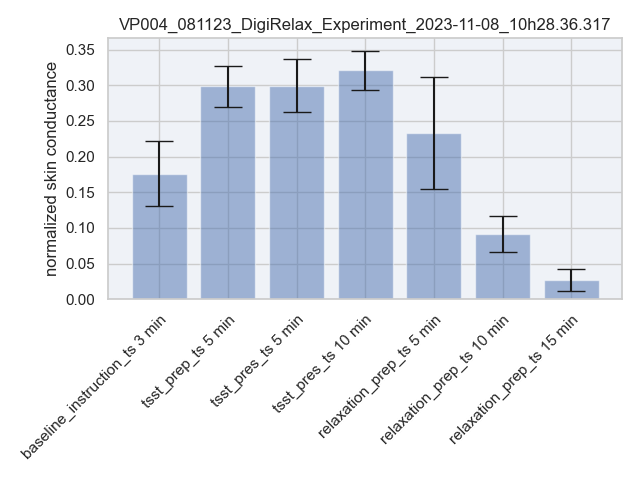 VP004_081123_DigiRelax_Experiment_2023-11-08_10h28.36.317
normalized skin conductance
0.35
0.30
0.25
0.20
0.15
0.10
0.05
0.00
baseline_instruction_ts 3 min
tsst_prep_ts 5 min
tsst_pres_ts 5 min
tsst_pres_ts 10 min
relaxation_prep_ts 5 min
relaxation_prep_ts 10 min
relaxation_prep_ts 15 min